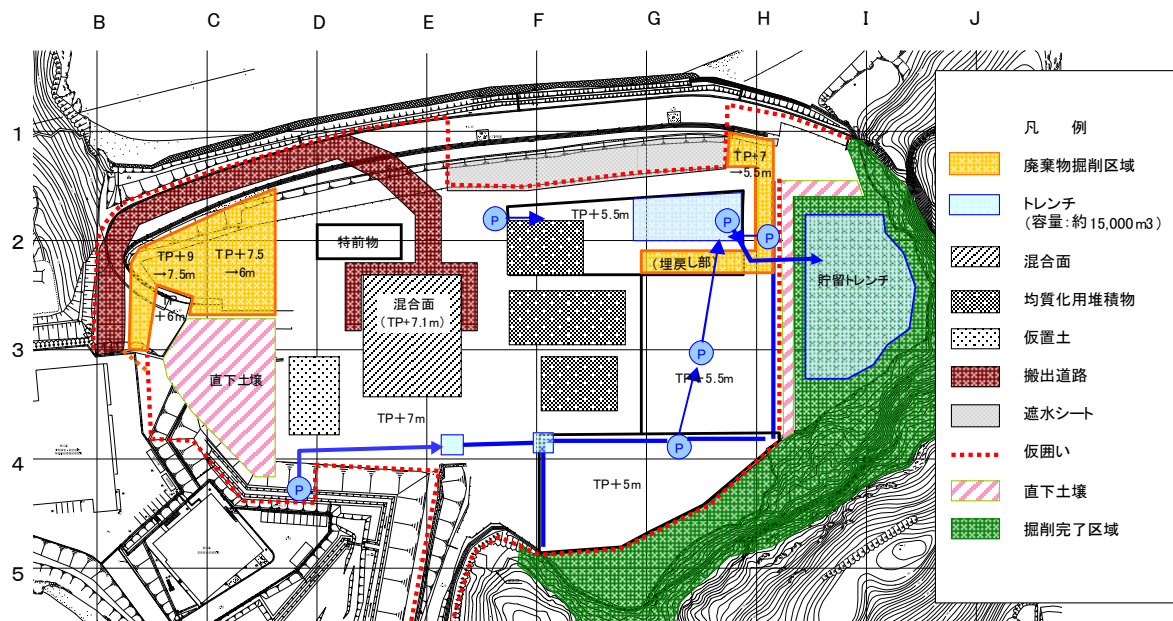 B C D E F G H I J
1
2
3
4
5
凡 例
廃棄物掘削区域
トレンチ
(容量:約15,000m3)
混合面
均質化用堆積物
仮置土
搬出道路
遮水シート
仮囲い
直下土壌
掘削完了区域
TP+7
→5.5m
TP+5.5m
P
P
P
特前物
TP+9
→7.5m
TP+7.5
→6m
(埋戻し部)
貯留トレンチ
TP
+6m
混合面
(TP+7.1m)
P
直下土壌
TP+5.5m
TP+7m
P
P
TP+5m